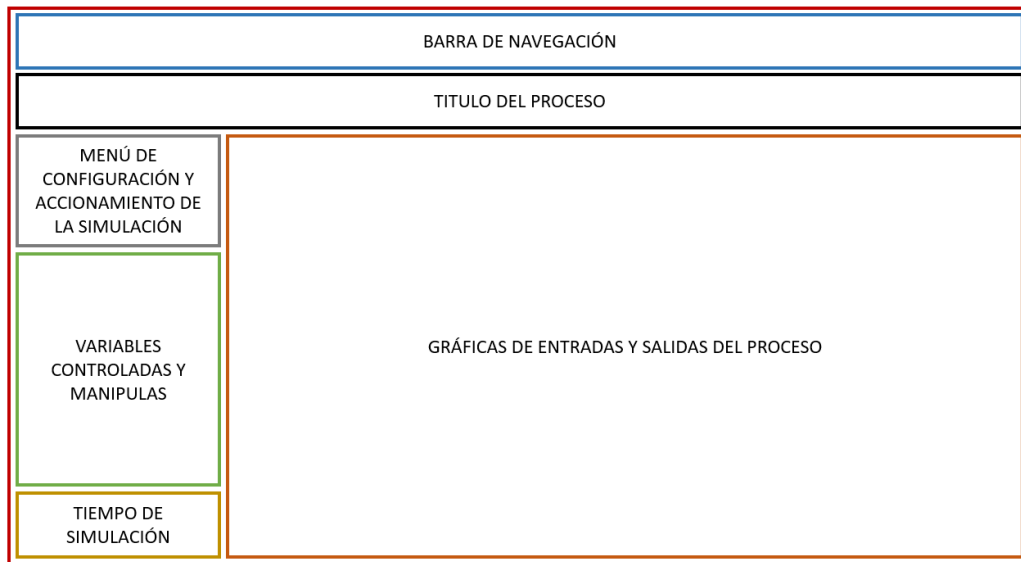 BARRA DE NAVEGACIÓN
TITULO DEL PROCESO
MENÚ DE
CONFIGURACIÓN Y
ACCIONAMIENTO DE
LA SIMULACIÓN
VARIABLES
CONTROLADAS Y
MANIPULAS
GRÁFICAS DE ENTRADAS Y SALIDAS DEL PROCESO
TIEMPO DE
SIMULACIÓN